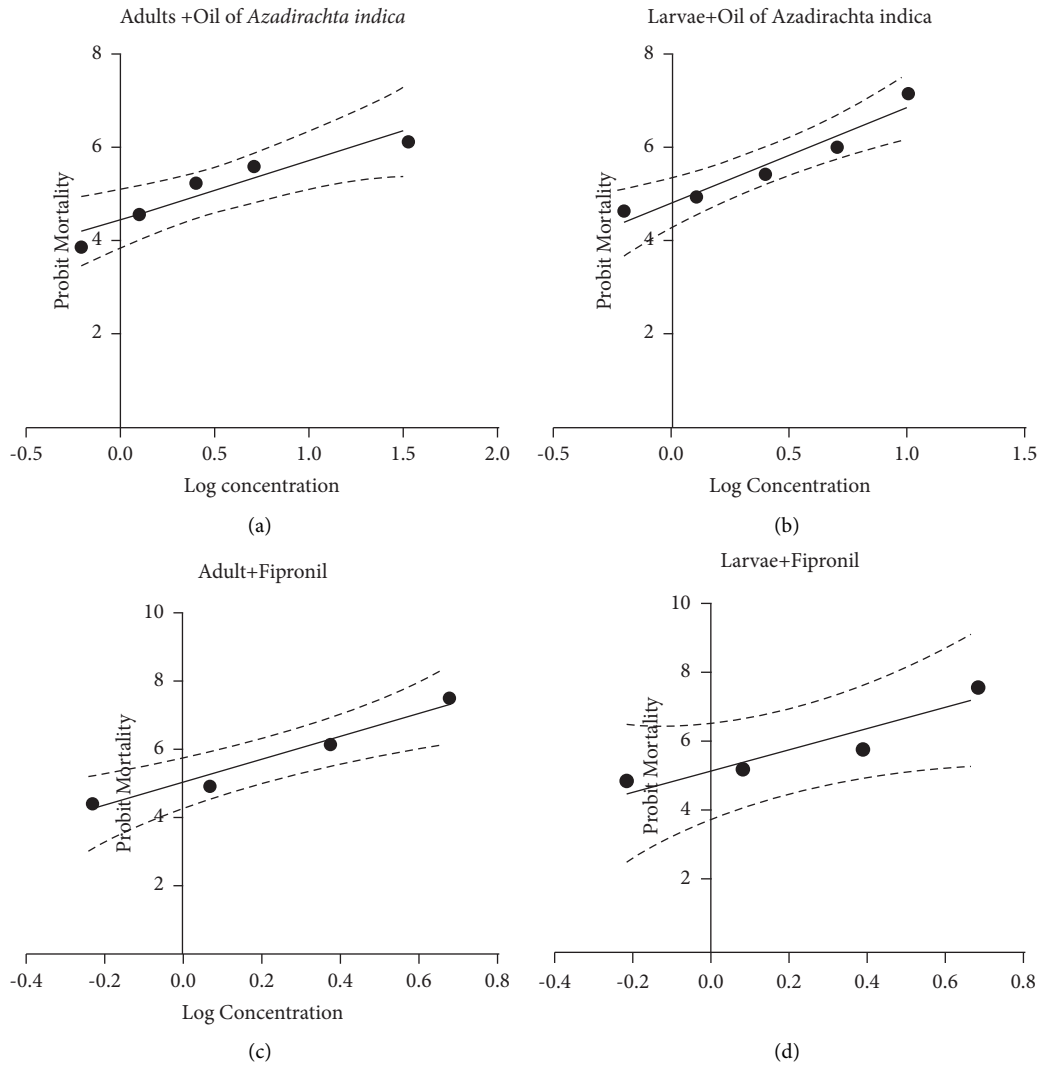 Adults +Oil of Azadirachta indica
8
6
4
2
Probit Mortality
-0.5 0.0 0.5 1.0 1.5 2.0
Log concentration
(a)
Larvae+Oil of Azadirachta indica
8
6
4
2
Probit Mortality
-0.5 0.0 0.5 1.0 1.5
Log Concentration
(b)
Adult+Fipronil
10
8
6
4
2
Probit Mortality
-0.4 -0.2 0.0 0.2 0.4 0.6 0.8
Log Concentration
(c)
Larvae+Fipronil
10
8
6
4
2
Probit Mortality
-0.4 -0.2 0.0 0.2 0.4 0.6 0.8
(d)